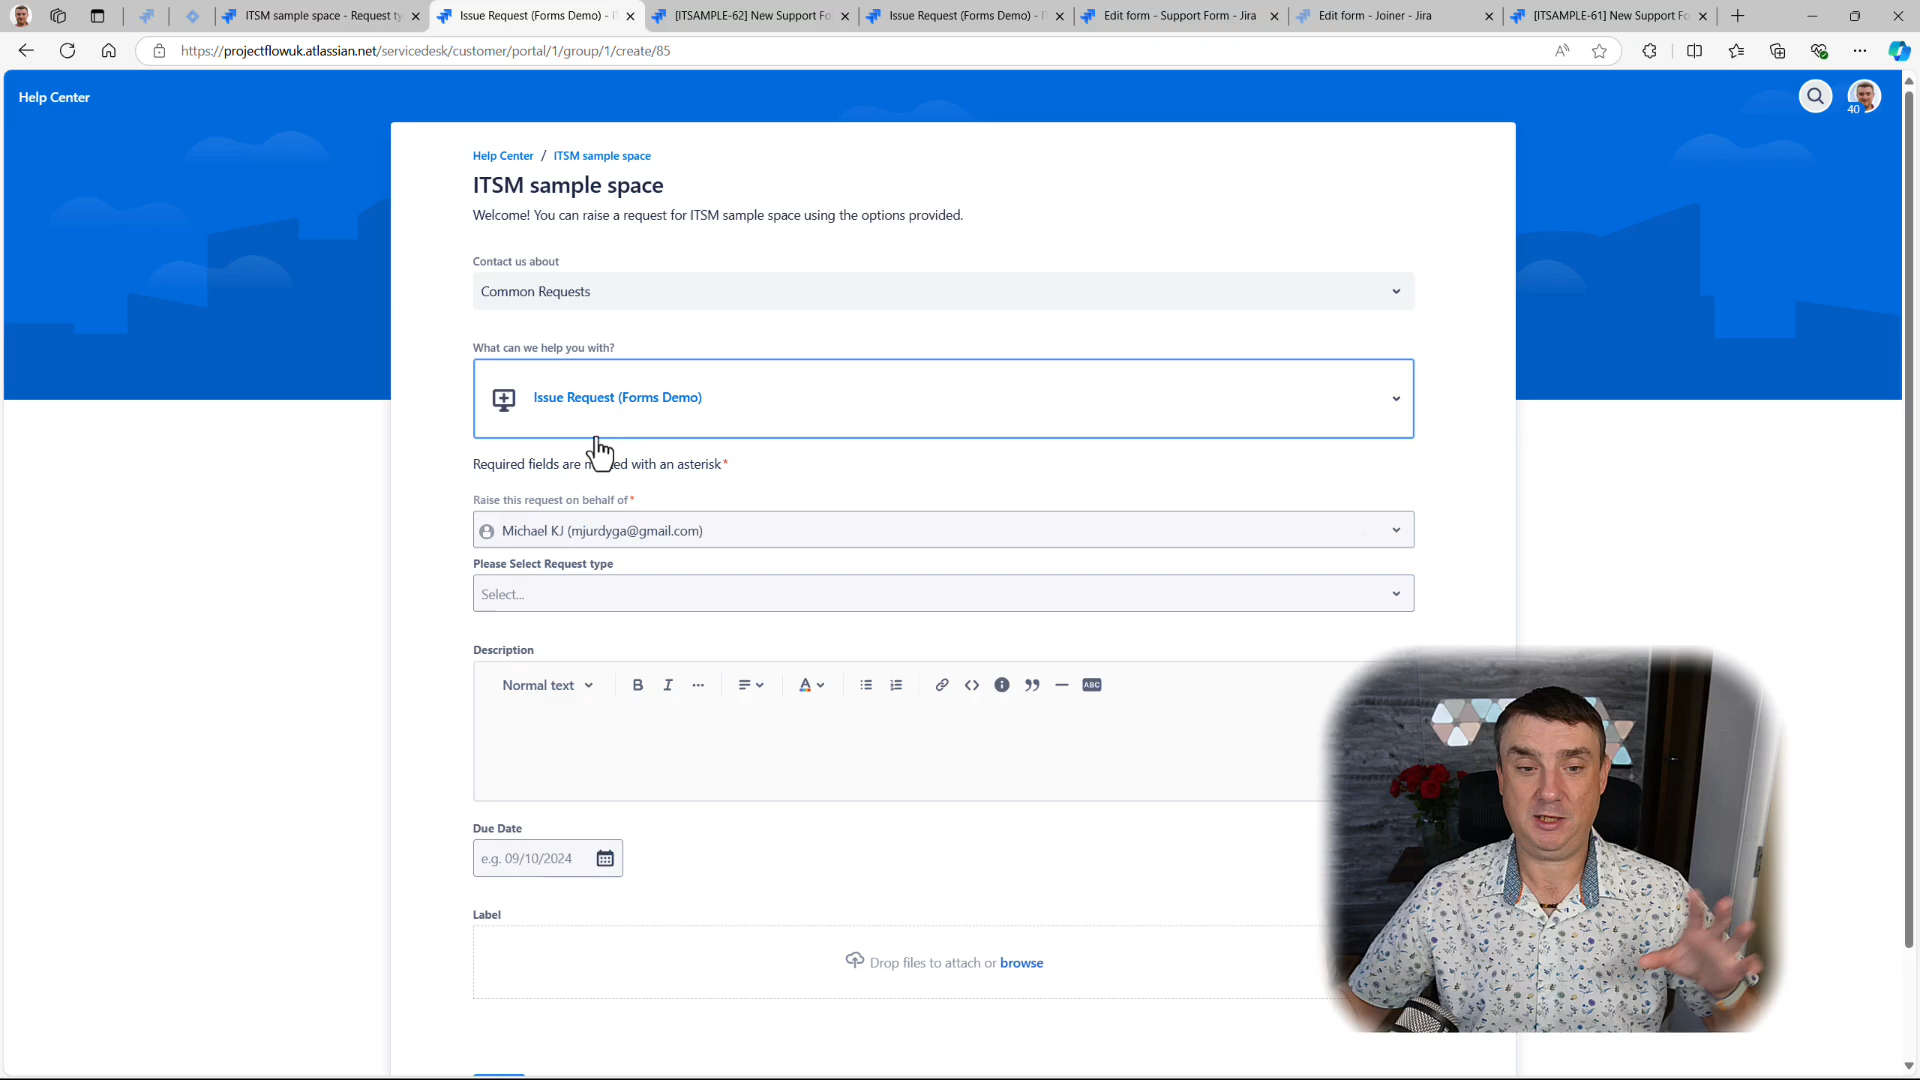 ITSM sample space - Request ty
Issue Request (Forms Demo) - I
[ITSAMPLE-62] New Support Fo
Issue Request (Forms Demo) - I
Edit form - Support Form - Jira
Edit form - Joiner - Jira
[ITSAMPLE-61] New Support Fo
https://projectflowuk.atlassian.net/servicedesk/customer/portal/1/group/1/create/85
Help Center
40
Help Center / ITSM sample space
ITSM sample space
Welcome! You can raise a request for ITSM sample space using the options provided.
Contact us about
Common Requests
What can we help you with?
Issue Request (Forms Demo)
Required fields are m ed with an asterisk*
Raise this request on behalf of *
Michael KJ (mjurdyga@gmail.com)
Please Select Request type
Select...
Description
Normal text
B I ... A ABC
Due Date
e.g. 09/10/2024
Label
Drop files to attach or browse